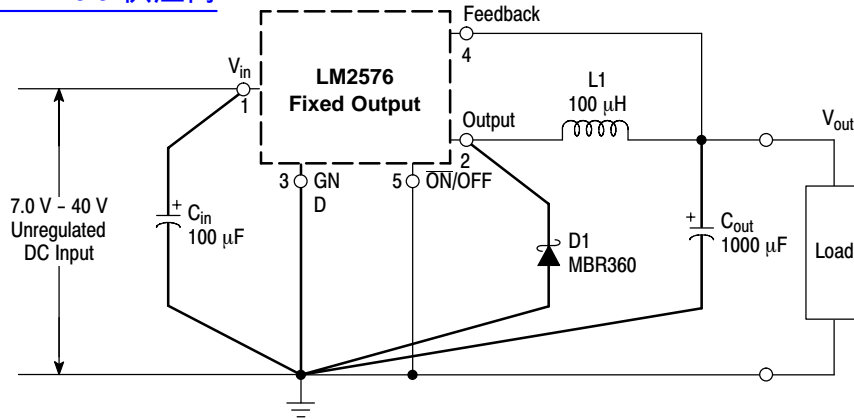 Feedback
4
V_in
1
LM2576
Fixed Output
L1
100 μH
Output
2
V_out
3
GN
D
5
ON/OFF
7.0 V - 40 V
Unregulated
DC Input
+
C_in
100 μF
D1
MBR360
+
C_out
1000 μF
Load